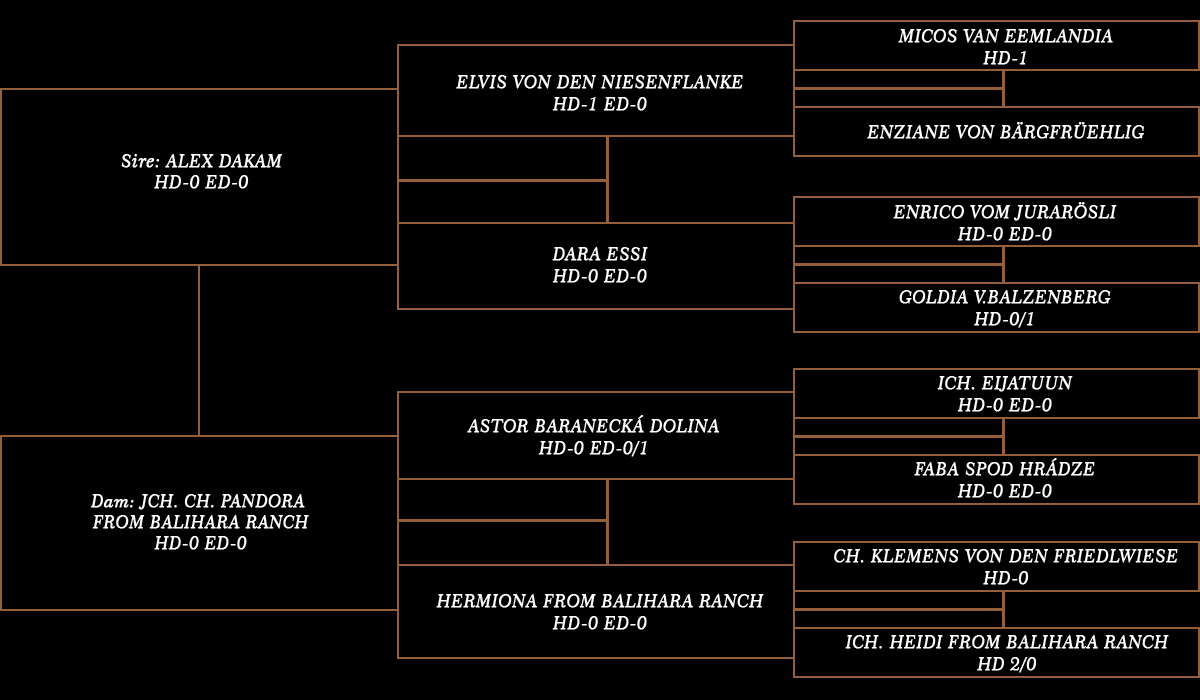 MICOS VAN EEMLANDIA
HD-1
ELVIS VON DEN NIESENFLANKE
HD-1 ED-0
ENZIANE VON BÄRGFRÜEHLIG
Sire: ALEX DAKAM
HD-0 ED-0
ENRICO VOM JURARÖSLI
HD-0 ED-0
DARA ESSI
HD-0 ED-0
GOLDIA V.BALZENBERG
HD-0/1
ICH. EIJATUUN
HD-0 ED-0
ASTOR BARANECKÁ DOLINA
HD-0 ED-0/1
FABA SPOD HRÁDZE
HD-0 ED-0
Dam: JCH. CH. PANDORA
FROM BALIHARA RANCH
HD-0 ED-0
CH. KLEMENS VON DEN FRIEDLWIESE
HD-0
HERMIONA FROM BALIHARA RANCH
HD-0 ED-0
ICH. HEIDI FROM BALIHARA RANCH
HD 2/0